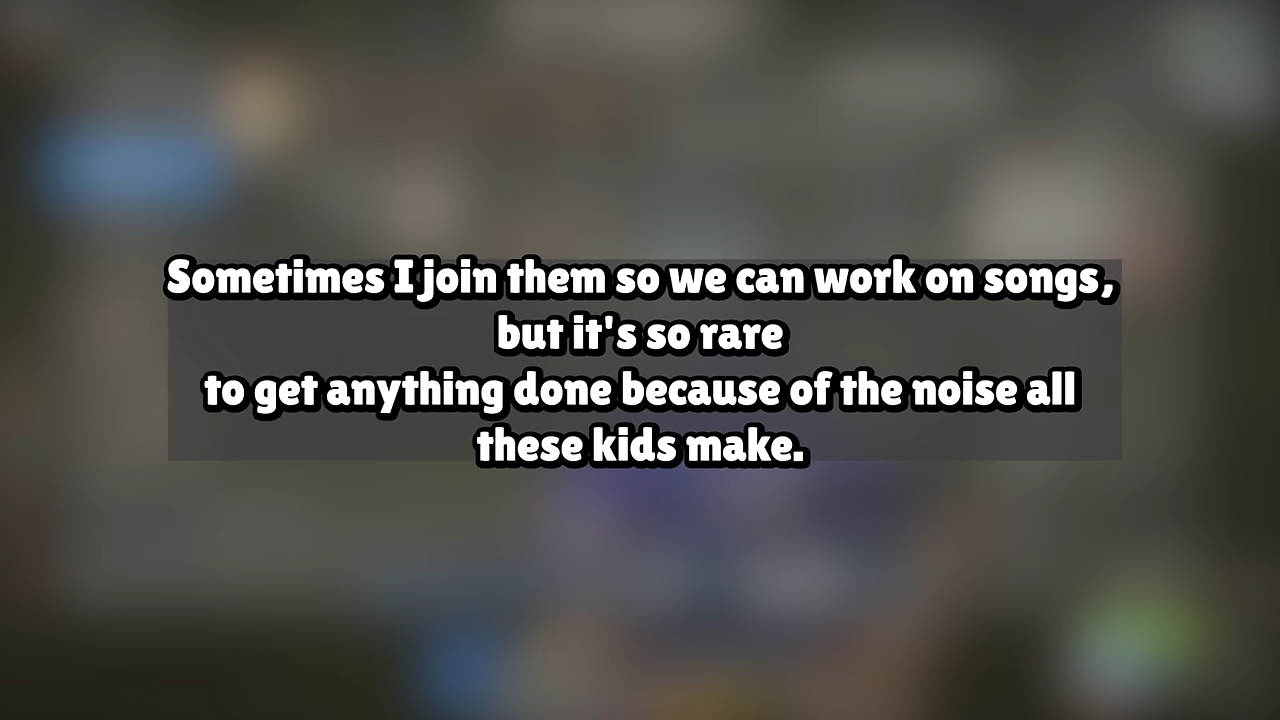 Sometimes I join them so we can work on songs,
but it's so rare
to get anything done because of the noise all
these kids make.